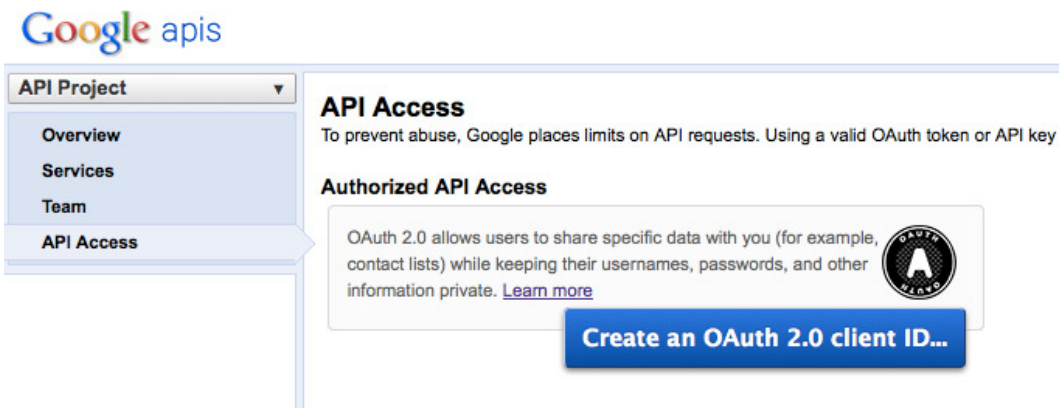 Google apis
API Project
Overview
Services
Team
API Access
API Access
To prevent abuse, Google places limits on API requests. Using a valid OAuth token or API key
Authorized API Access
OAuth 2.0 allows users to share specific data with you (for example,
contact lists) while keeping their usernames, passwords, and other
information private. Learn more
OAUTH
A
OAUTH
Create an OAuth 2.0 client ID...